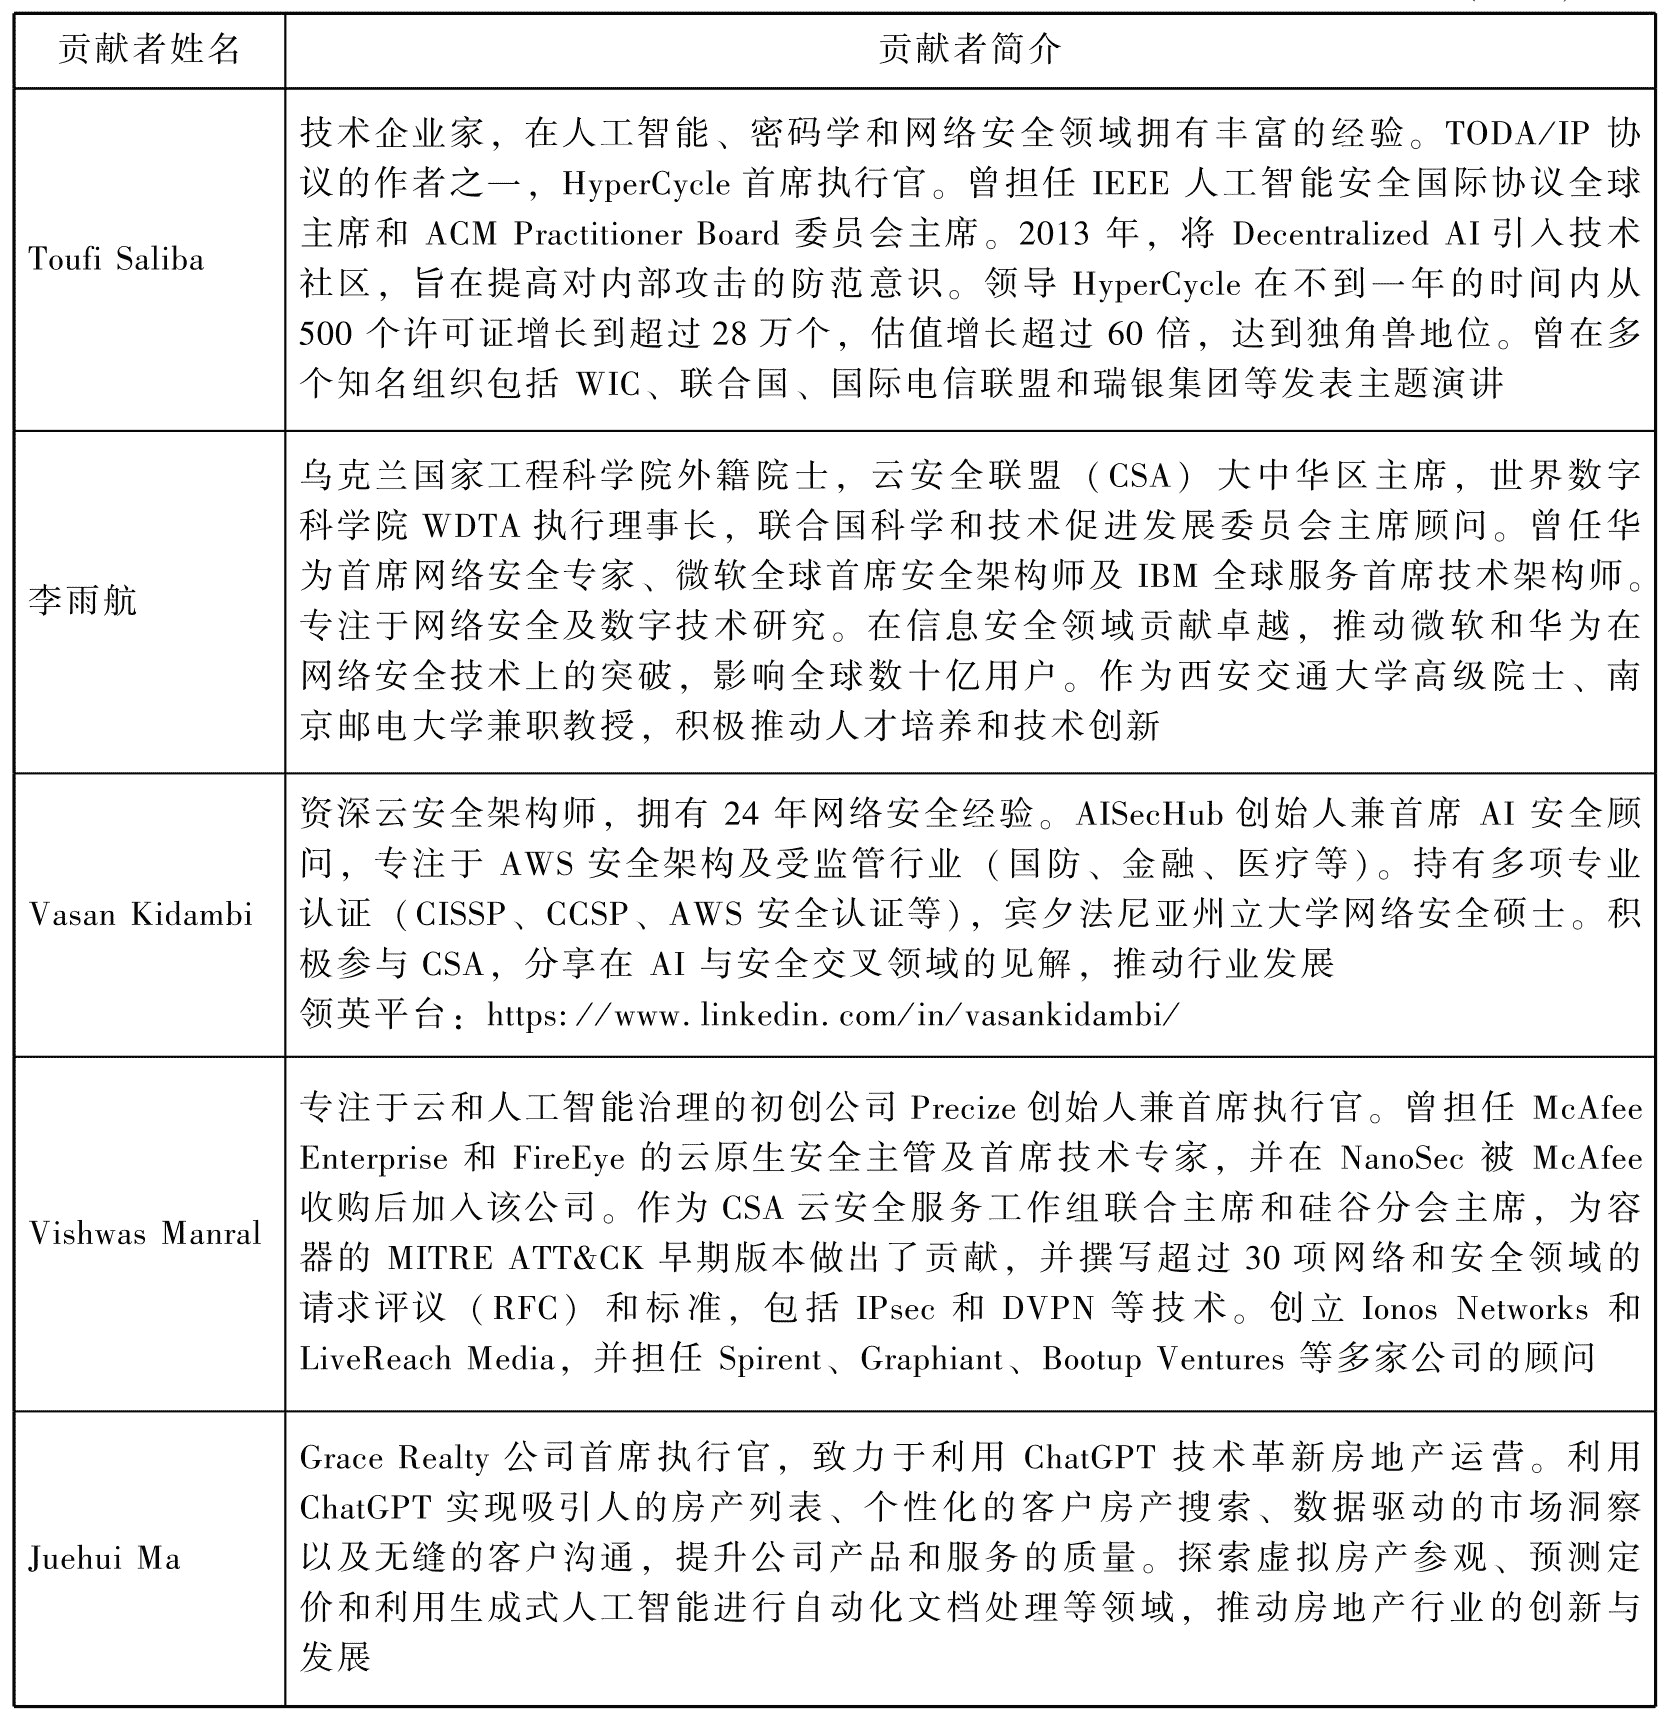 贡献者姓名
贡献者简介
Toufi Saliba
技术企业家，在人工智能、密码学和网络安全领域拥有丰富的经验。TODA/IP 协
议的作者之一，HyperCycle 首席执行官。曾担任 IEEE 人工智能安全国际协议全球
主席和 ACM Practitioner Board 委员会主席。2013 年，将 Decentralized AI 引入技术
社区，旨在提高对内部攻击的防范意识。领导 HyperCycle 在不到一年的时间内从
500 个许可证增长到超过 28 万个，估值增长超过 60 倍，达到独角兽地位。曾在多
个知名组织包括 WIC、联合国、国际电信联盟和瑞银集团等发表主题演讲
李雨航
乌克兰国家工程科学院外籍院士，云安全联盟（CSA）大中华区主席，世界数字
科学院 WDTA 执行理事长，联合国科学和技术促进发展委员会主席顾问。曾任华
为首席网络安全专家、微软全球首席安全架构师及 IBM 全球服务首席技术架构师。
专注于网络安全及数字技术研究。在信息安全领域贡献卓越，推动微软和华为在
网络安全技术上的突破，影响全球数十亿用户。作为西安交通大学高级院士、南
京邮电大学兼职教授，积极推动人才培养和技术创新
Vasan Kidambi
资深云安全架构师，拥有 24 年网络安全经验。AISecHub 创始人兼首席 AI 安全顾
问，专注于 AWS 安全架构及受监管行业（国防、金融、医疗等）。持有多项专业
认证（CISSP、CCSP、AWS 安全认证等），宾夕法尼亚州立大学网络安全硕士。积
极参与 CSA，分享在 AI 与安全交叉领域的见解，推动行业发展
领英平台：https://www.linkedin.com/in/vasankidambi/
Vishwas Manral
专注于云和人工智能治理的初创公司 Precize 创始人兼首席执行官。曾担任 McAfee
Enterprise 和 FireEye 的云原生安全主管及首席技术专家，并在 NanoSec 被 McAfee
收购后加入该公司。作为 CSA 云安全服务工作组联合主席和硅谷分会主席，为容
器的 MITRE ATT&CK 早期版本做出了贡献，并撰写超过 30 项网络和安全领域的
请求评议（RFC）和标准，包括 IPsec 和 DVPN 等技术。创立 Ionos Networks 和
LiveReach Media，并担任 Spirent、Graphiant、Bootup Ventures 等多家公司的顾问
Juehui Ma
Grace Realty 公司首席执行官，致力于利用 ChatGPT 技术革新房地产运营。利用
ChatGPT 实现吸引人的房产列表、个性化的客户房产搜索、数据驱动的市场洞察
以及无缝的客户沟通，提升公司产品和服务的质量。探索虚拟房产参观、预测定
价和利用生成式人工智能进行自动化文档处理等领域，推动房地产行业的创新与
发展